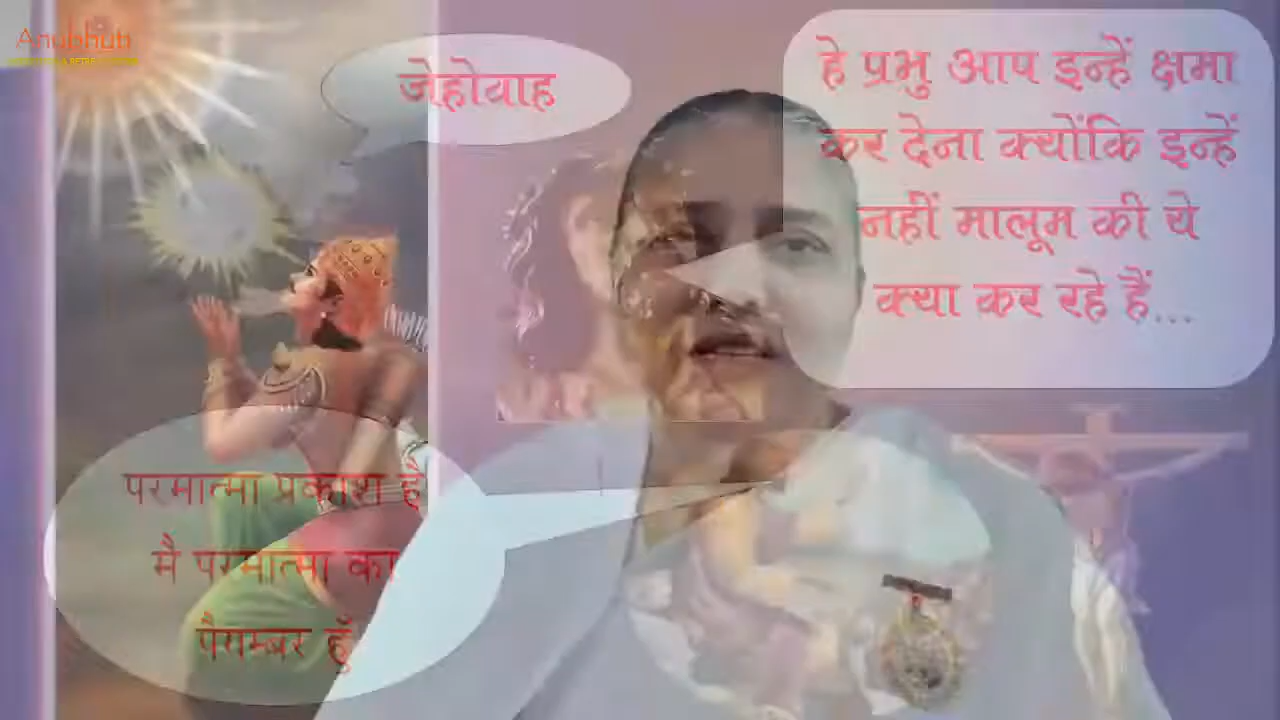 Anubhuti
जेहोवाह
हे प्रभु आप इन्हें क्षमा
कर देना क्योंकि इन्हें
नहीं मालूम की ये
क्या कर रहे हैं...
परमात्मा प्रकाश है
मै परमात्मा का
पैगम्बर हूँ